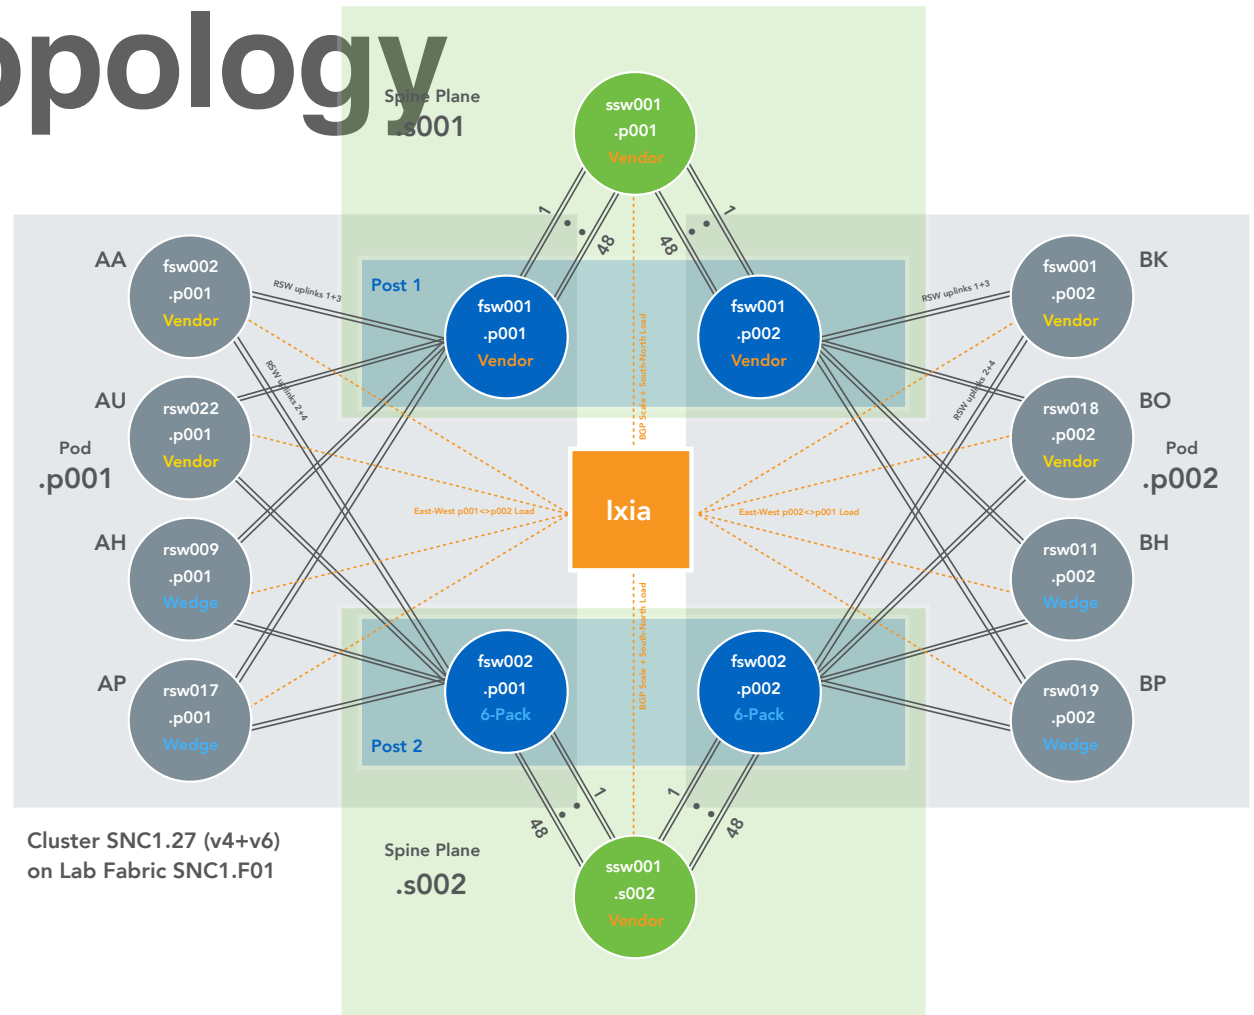 opology
Spine Plane
.s001
ssw001
.p001
Vendor
1
48
48
1
AA
fsw002
.p001
Vendor
RSW uplinks 1+3
RSW uplinks 2+4
Post 1
fsw001
.p001
Vendor
fsw001
.p002
Vendor
RSW uplinks 1+3
RSW uplinks 2+4
fsw001
.p002
Vendor
BK
BGP Scale + South-North Load
AU
rsw022
.p001
Vendor
rsw018
.p002
Vendor
BO
Pod
.p001
Pod
.p002
East-West p001<>p002 Load
Ixia
East-West p002<>p001 Load
AH
rsw009
.p001
Wedge
rsw011
.p002
Wedge
BH
BGP Scale + South-North Load
AP
rsw017
.p001
Wedge
fsw002
.p001
6-Pack
fsw002
.p002
6-Pack
rsw019
.p002
Wedge
BP
Post 2
48
1
1
48
Cluster SNC1.27 (v4+v6)
on Lab Fabric SNC1.F01
Spine Plane
.s002
ssw001
.s002
Vendor